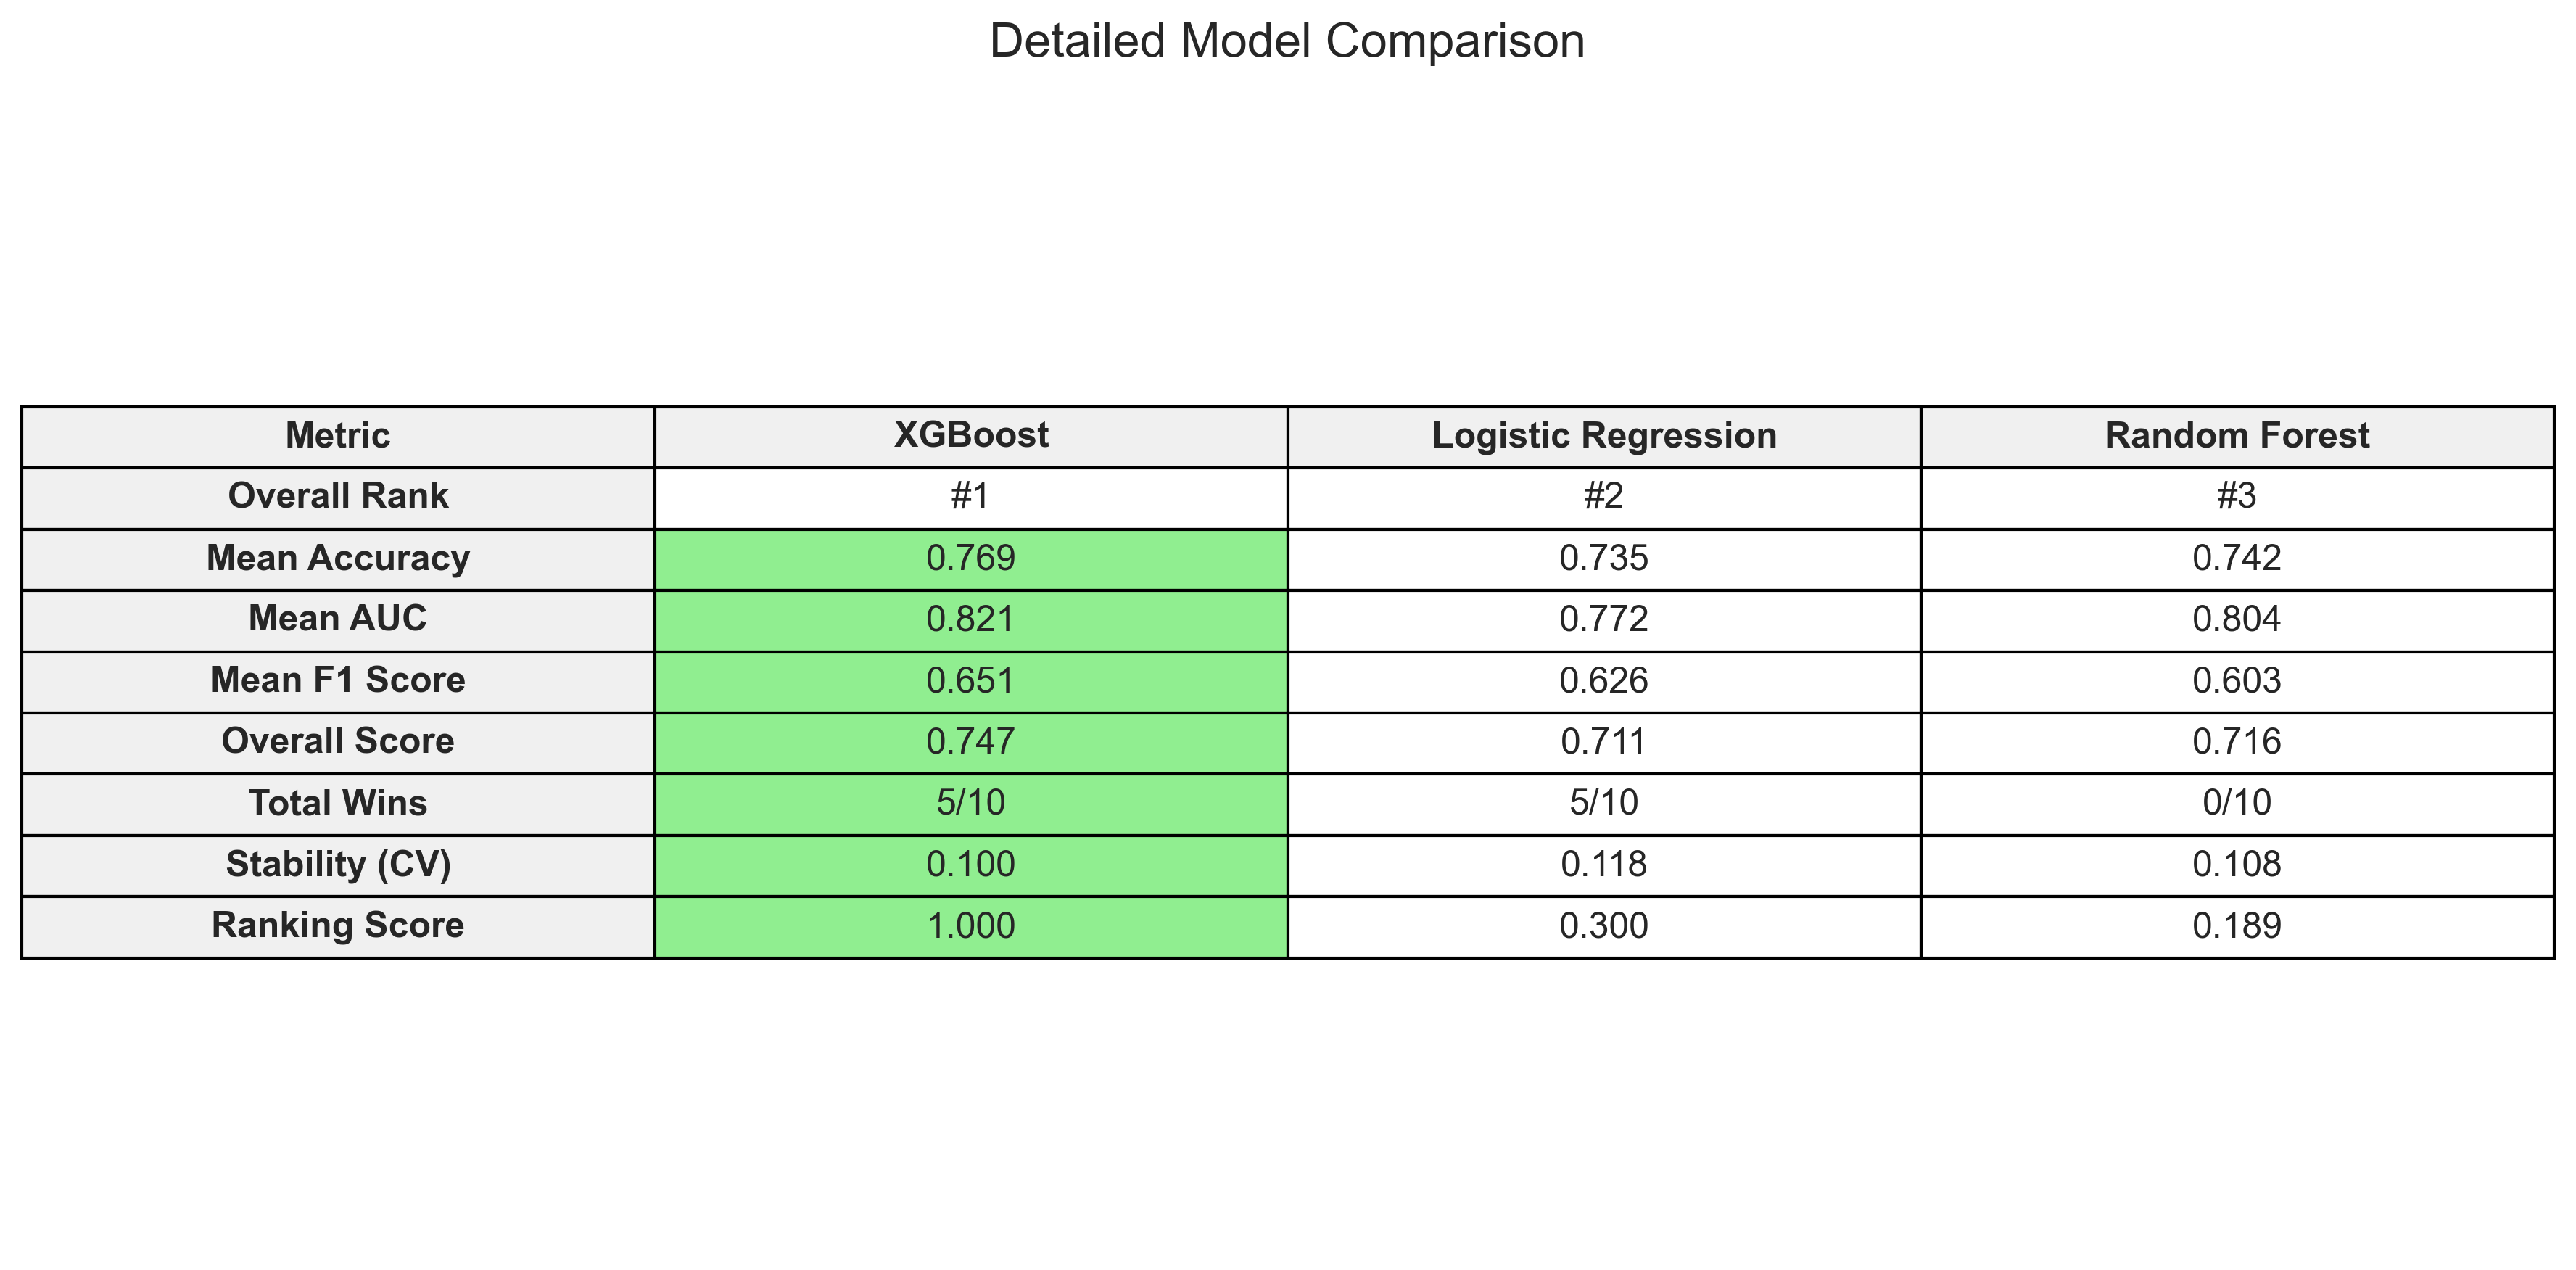 Detailed Model Comparison
Metric XGBoost Logistic Regression Random Forest
Overall Rank #1 #2 #3
Mean Accuracy 0.769 0.735 0.742
Mean AUC 0.821 0.772 0.804
Mean F1 Score 0.651 0.626 0.603
Overall Score 0.747 0.711 0.716
Total Wins 5/10 5/10 0/10
Stability (CV) 0.100 0.118 0.108
Ranking Score 1.000 0.300 0.189